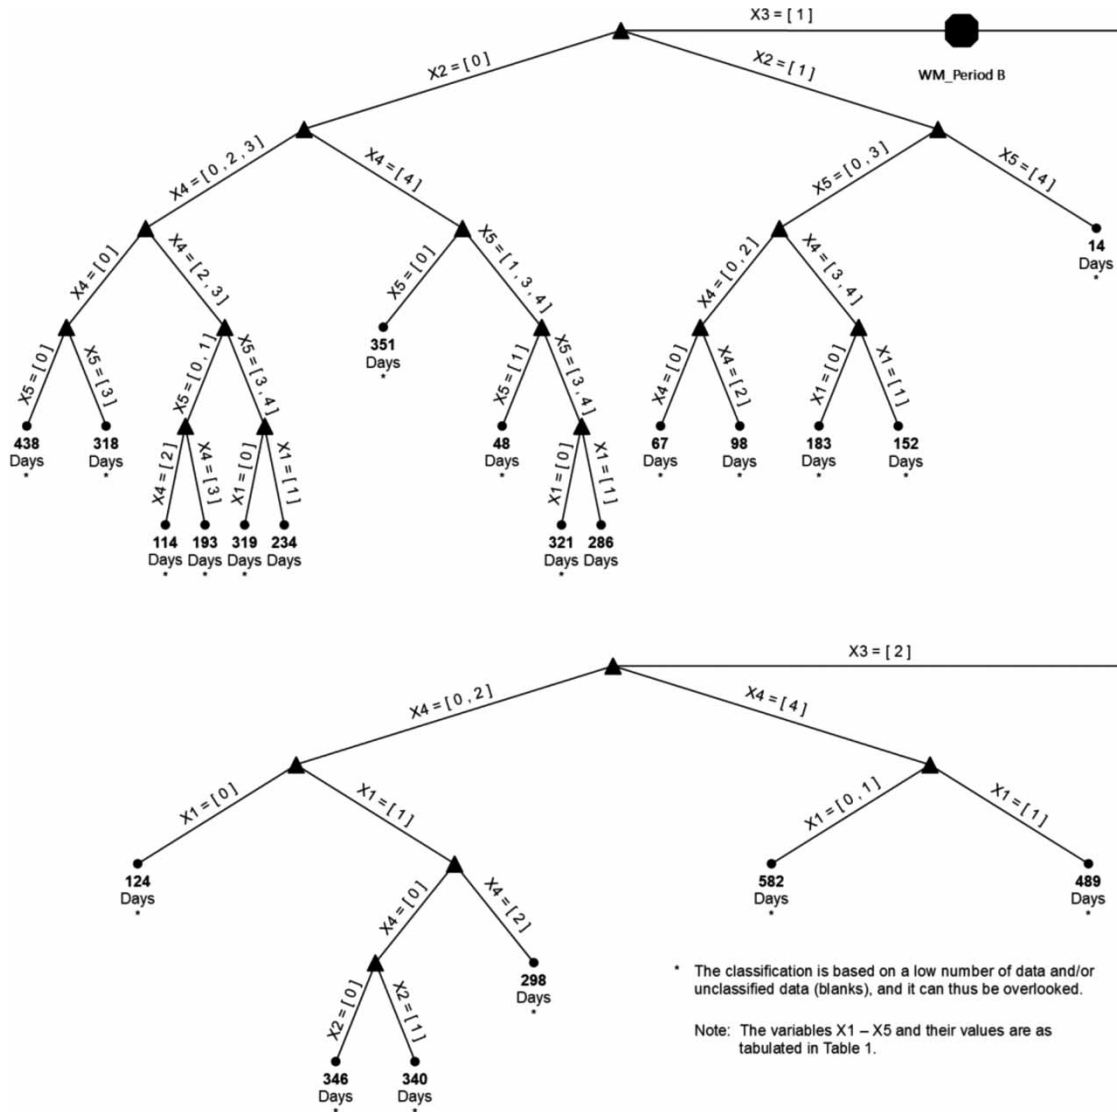 X3 = [ 1 ]
WM_Period B
X2 = [ 0 ]
X2 = [ 1 ]
X4 = [ 0 , 2 , 3 ]
X4 = [ 4 ]
X5 = [ 0 , 3 ]
X5 = [ 4 ]
14
Days
*
X4 = [ 0 ]
X4 = [ 2 , 3 ]
X5 = [ 0 ]
X5 = [ 1 , 3 , 4 ]
X4 = [ 0 , 2 ]
X4 = [ 3 , 4 ]
351
Days
*
X5 = [ 0 ]
X5 = [ 3 ]
X5 = [ 0 , 1 ]
X5 = [ 3 , 4 ]
X5 = [ 1 ]
X5 = [ 3 , 4 ]
X4 = [ 0 ]
X4 = [ 2 ]
X1 = [ 0 ]
X1 = [ 1 ]
438 318 48 67 98 183 152
Days Days Days Days Days Days Days
* * * * * * *
X4 = [ 2 ]
X4 = [ 3 ]
X1 = [ 0 ]
X1 = [ 1 ]
X1 = [ 0 ]
X1 = [ 1 ]
114 193 319 234 321 286
Days Days Days Days Days Days
* * * *
X3 = [ 2 ]
X4 = [ 0 , 2 ]
X4 = [ 4 ]
X1 = [ 0 ]
X1 = [ 1 ]
X1 = [ 0 , 1 ]
X1 = [ 1 ]
124 582 489
Days Days Days
* * *
X4 = [ 0 ]
X4 = [ 2 ]
298
Days
*
X2 = [ 0 ]
X2 = [ 1 ]
346 340
Days Days
* *
* The classification is based on a low number of data and/or
unclassified data (blanks), and it can thus be overlooked.
Note: The variables X1 – X5 and their values are as
tabulated in Table 1.